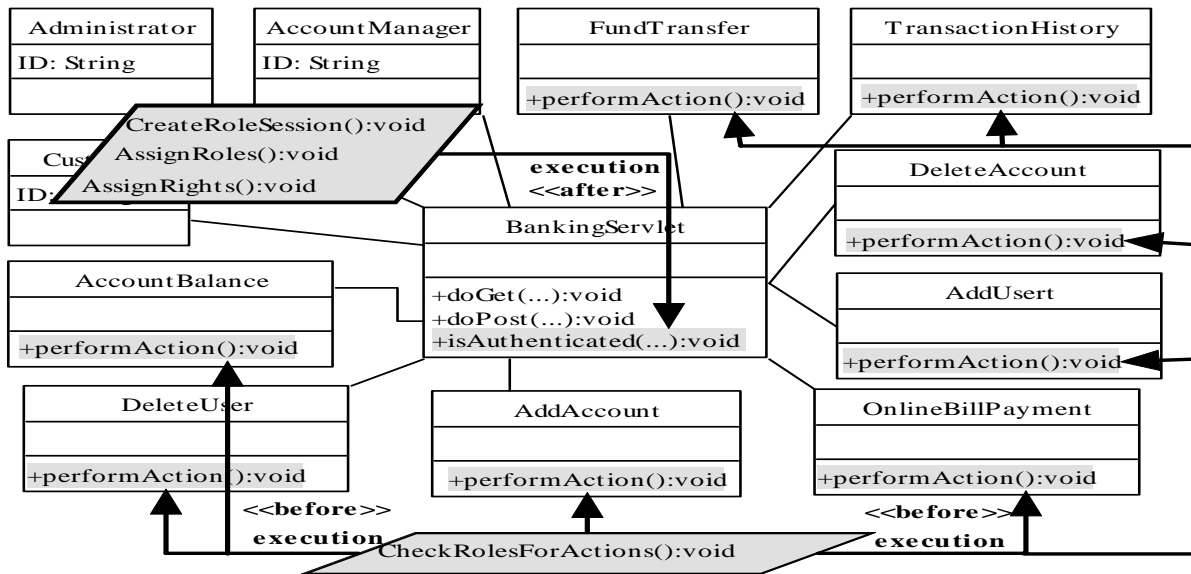 Administrator
ID: String
AccountManager
ID: String
FundTransfer
+performAction():void
TransactionHistory
+performAction():void
CreateRoleSession():void
AssignRoles():void
AssignRights():void
Cus
ID:
execution
<<after>>
DeleteAccount
+performAction():void
BankingServlet
+doGet(...):void
+doPost(...):void
+isAuthenticated(...):void
AccountBalance
+performAction():void
AddUsert
+performAction():void
DeleteUser
+performAction():void
AddAccount
+performAction():void
OnlineBillPayment
+performAction():void
<<before>>
execution
CheckRolesForActions():void
<<before>>
execution